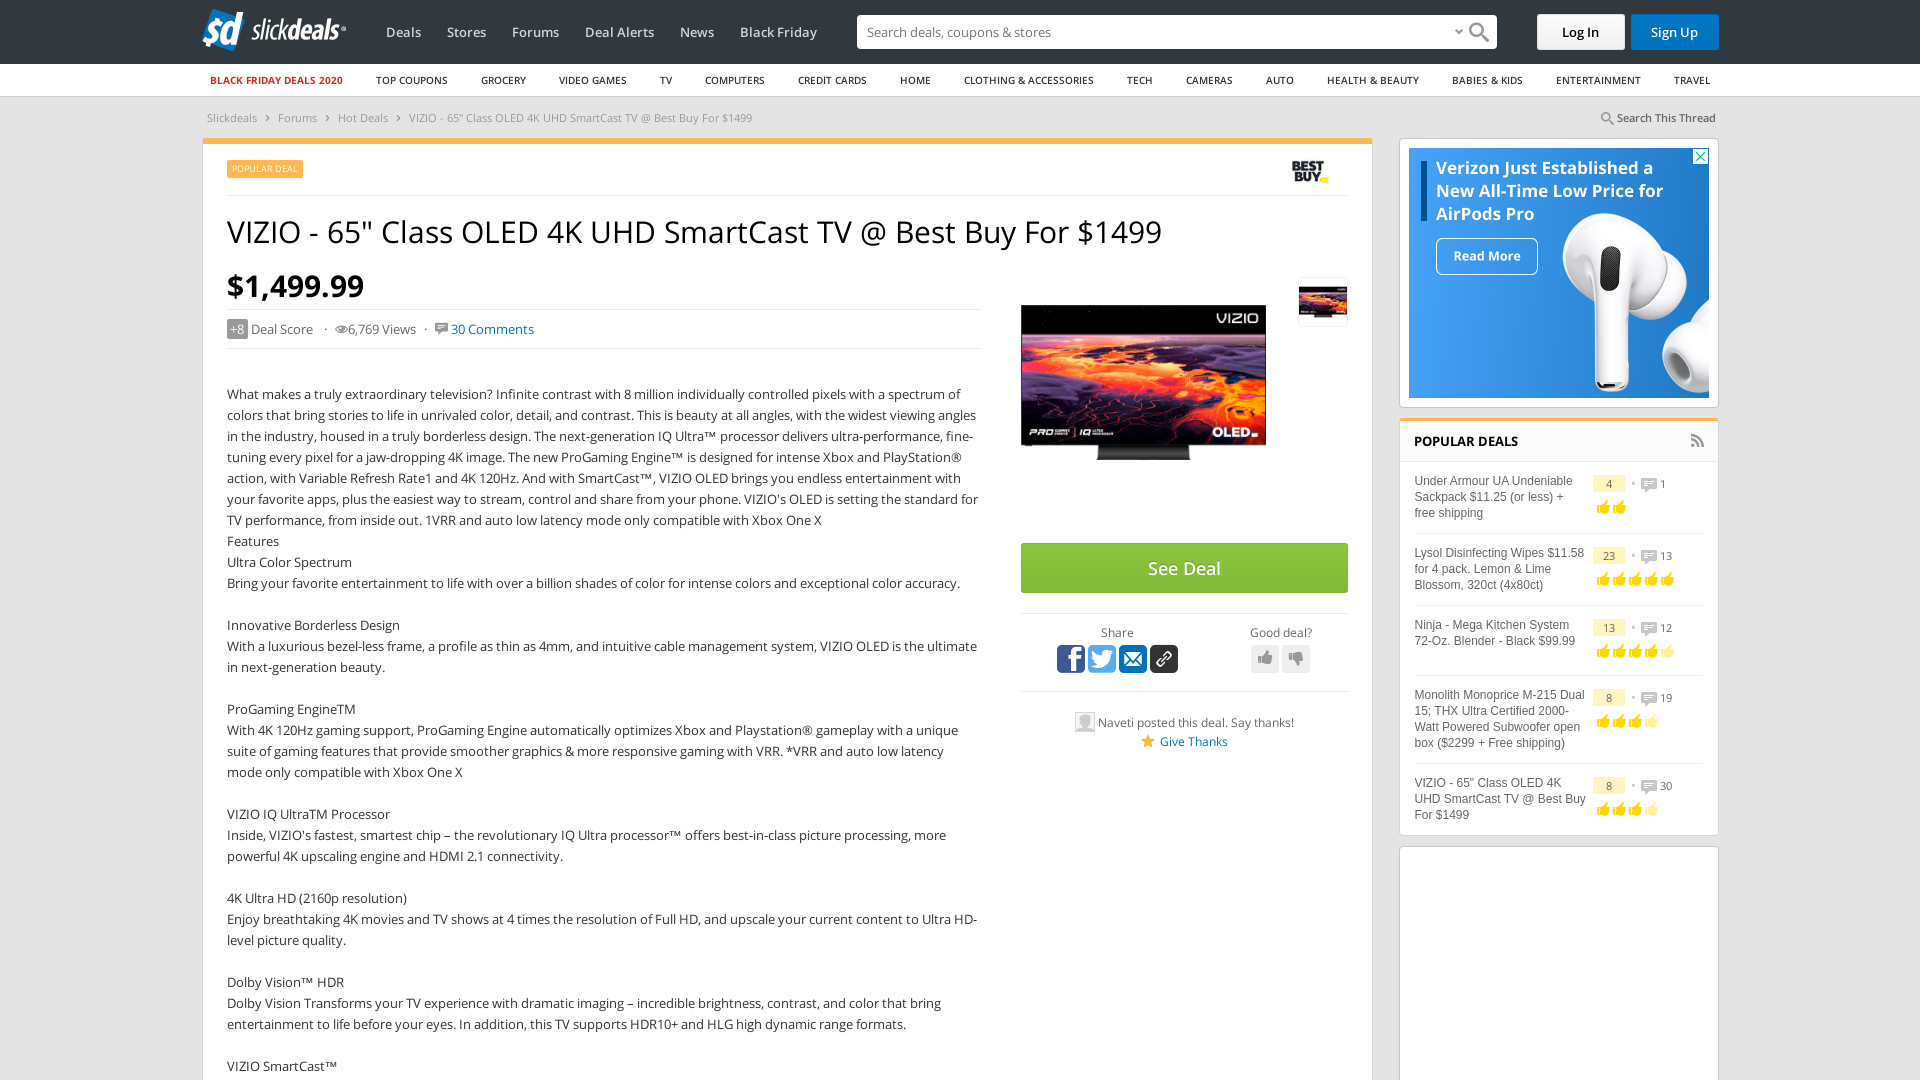 sd slickdeals
Deals
Stores
Forums
Deal Alerts
News
Black Friday
Search deals, coupons & stores
Log In
Sign Up
BLACK FRIDAY DEALS 2020
TOP COUPONS
GROCERY
VIDEO GAMES
TV
COMPUTERS
CREDIT CARDS
HOME
CLOTHING & ACCESSORIES
TECH
CAMERAS
AUTO
HEALTH & BEAUTY
BABIES & KIDS
ENTERTAINMENT
TRAVEL
Slickdeals > Forums > Hot Deals > VIZIO - 65" Class OLED 4K UHD SmartCast TV @ Best Buy For $1499
Search This Thread
POPULAR DEAL
BEST
BUY
VIZIO - 65" Class OLED 4K UHD SmartCast TV @ Best Buy For $1499
$1,499.99
+8 Deal Score · 6,769 Views · 30 Comments
What makes a truly extraordinary television? Infinite contrast with 8 million individually controlled pixels with a spectrum of
colors that bring stories to life in unrivaled color, detail, and contrast. This is beauty at all angles, with the widest viewing angles
in the industry, housed in a truly borderless design. The next-generation IQ Ultra™ processor delivers ultra-performance, fine-
tuning every pixel for a jaw-dropping 4K image. The new ProGaming Engine™ is designed for intense Xbox and PlayStation®
action, with Variable Refresh Rate1 and 4K 120Hz. And with SmartCast™, VIZIO OLED brings you endless entertainment with
your favorite apps, plus the easiest way to stream, control and share from your phone. VIZIO's OLED is setting the standard for
TV performance, from inside out. 1VRR and auto low latency mode only compatible with Xbox One X
Features
Ultra Color Spectrum
Bring your favorite entertainment to life with over a billion shades of color for intense colors and exceptional color accuracy.
Innovative Borderless Design
With a luxurious bezel-less frame, a profile as thin as 4mm, and intuitive cable management system, VIZIO OLED is the ultimate
in next-generation beauty.
ProGaming EngineTM
With 4K 120Hz gaming support, ProGaming Engine automatically optimizes Xbox and Playstation® gameplay with a unique
suite of gaming features that provide smoother graphics & more responsive gaming with VRR. *VRR and auto low latency
mode only compatible with Xbox One X
VIZIO IQ UltraTM Processor
Inside, VIZIO's fastest, smartest chip – the revolutionary IQ Ultra processor™ offers best-in-class picture processing, more
powerful 4K upscaling engine and HDMI 2.1 connectivity.
4K Ultra HD (2160p resolution)
Enjoy breathtaking 4K movies and TV shows at 4 times the resolution of Full HD, and upscale your current content to Ultra HD-
level picture quality.
Dolby Vision™ HDR
Dolby Vision Transforms your TV experience with dramatic imaging – incredible brightness, contrast, and color that bring
entertainment to life before your eyes. In addition, this TV supports HDR10+ and HLG high dynamic range formats.
VIZIO SmartCast™
VIZIO
PRO
IQ
OLED
See Deal
Share
Good deal?
Naveti posted this deal. Say thanks!
Give Thanks
Verizon Just Established a
New All-Time Low Price for
AirPods Pro
Read More
POPULAR DEALS
Under Armour UA Undeniable
Sackpack $11.25 (or less) +
free shipping
4 • 1
Lysol Disinfecting Wipes $11.58
for 4 pack. Lemon & Lime
Blossom, 320ct (4x80ct)
23 • 13
Ninja - Mega Kitchen System
72-Oz. Blender - Black $99.99
13 • 12
Monolith Monoprice M-215 Dual
15; THX Ultra Certified 2000-
Watt Powered Subwoofer open
box ($2299 + Free shipping)
8 • 19
VIZIO - 65" Class OLED 4K
UHD SmartCast TV @ Best Buy
For $1499
8 • 30